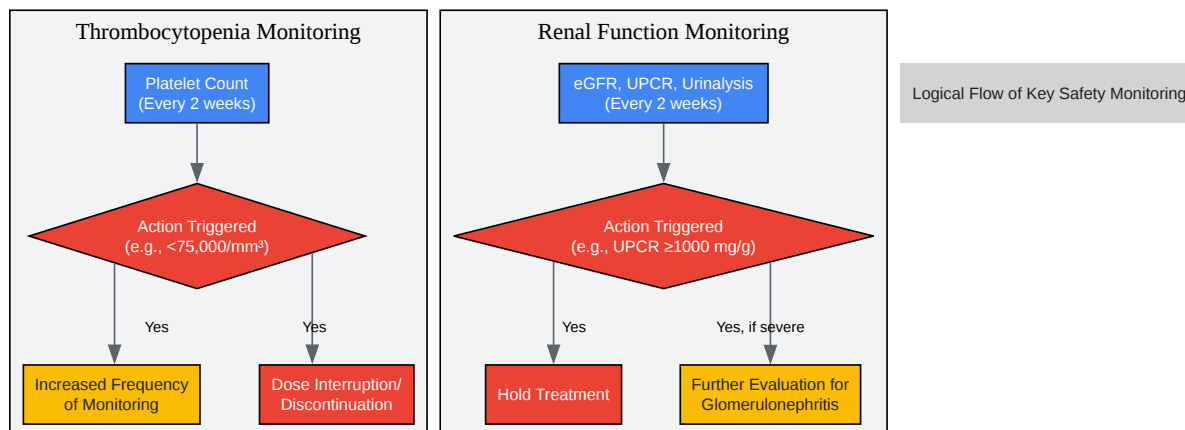 Thrombocytopenia Monitoring
Platelet Count
(Every 2 weeks)
Action Triggered
(e.g., <75,000/mm³)
Yes
Yes
Increased Frequency
of Monitoring
Dose Interruption/
Discontinuation
Renal Function Monitoring
eGFR, UPCR, Urinalysis
(Every 2 weeks)
Action Triggered
(e.g., UPCR ≥1000 mg/g)
Yes
Yes, if severe
Hold Treatment
Further Evaluation for
Glomerulonephritis
Logical Flow of Key Safety Monitoring